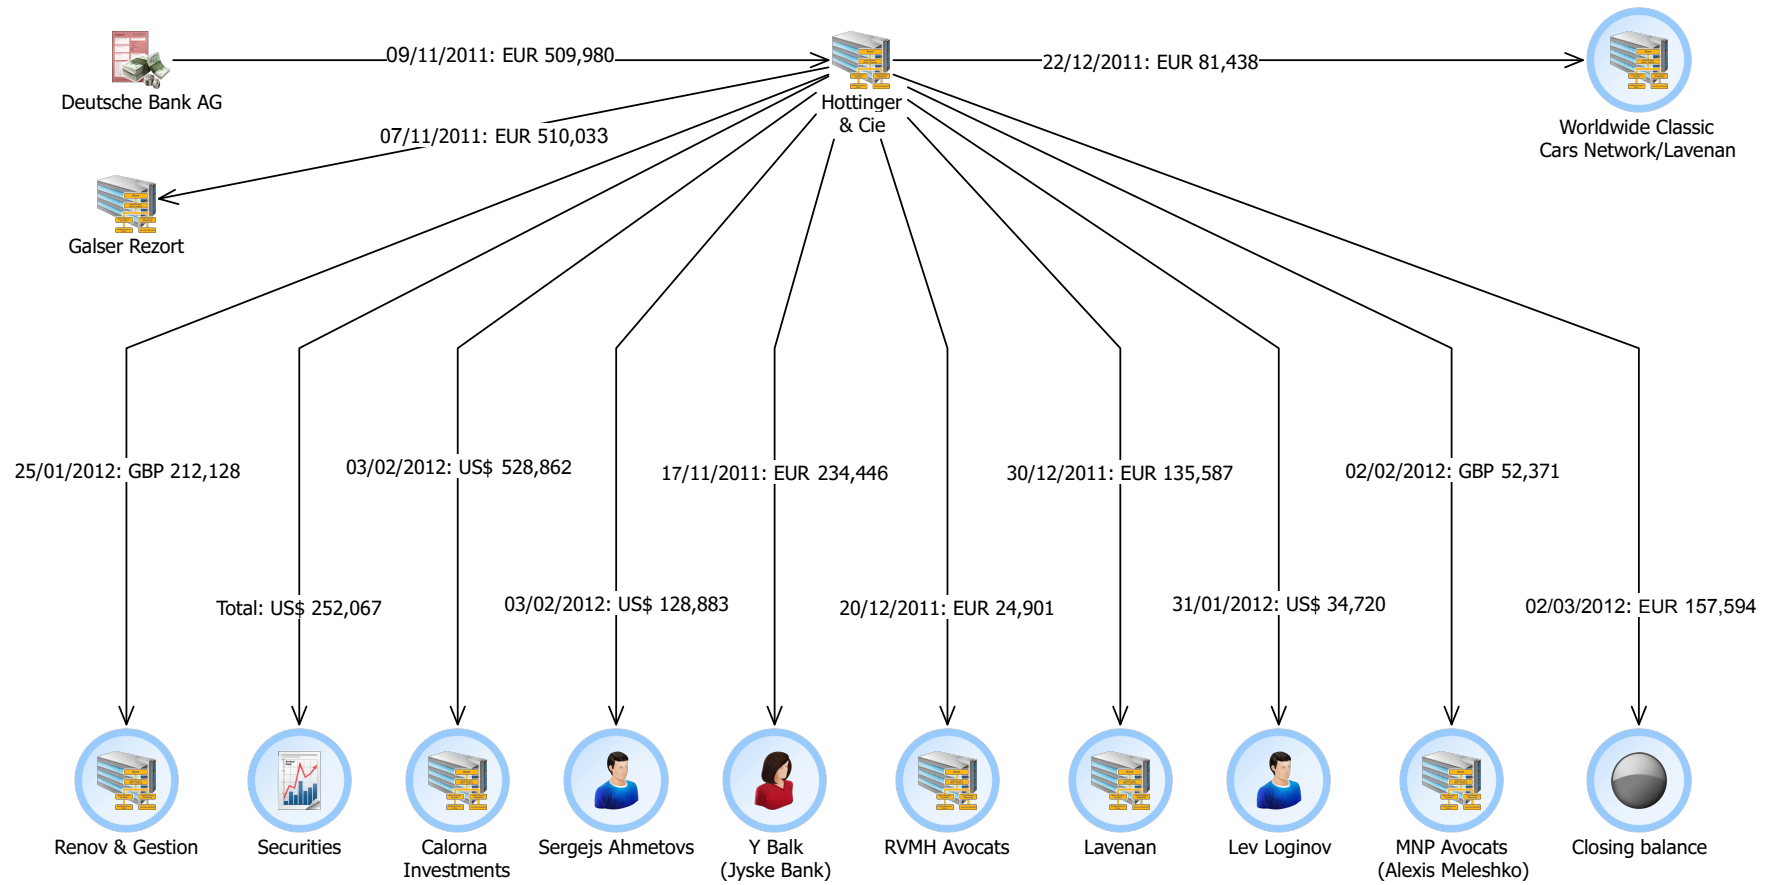 09/11/2011: EUR 509,980
22/12/2011: EUR 81,438
Deutsche Bank AG
Hottinger
& Cie
Worldwide Classic
Cars Network/Lavenan
07/11/2011: EUR 510,033
Galser Rezort
25/01/2012: GBP 212,128
03/02/2012: US$ 528,862
17/11/2011: EUR 234,446
30/12/2011: EUR 135,587
02/02/2012: GBP 52,371
Total: US$ 252,067
03/02/2012: US$ 128,883
20/12/2011: EUR 24,901
31/01/2012: US$ 34,720
02/03/2012: EUR 157,594
Renov & Gestion
Securities
Calorna
Investments
Sergejs Ahmetovs
Y Balk
(Jyske Bank)
RVMH Avocats
Lavenan
Lev Loginov
MNP Avocats
(Alexis Meleshko)
Closing balance